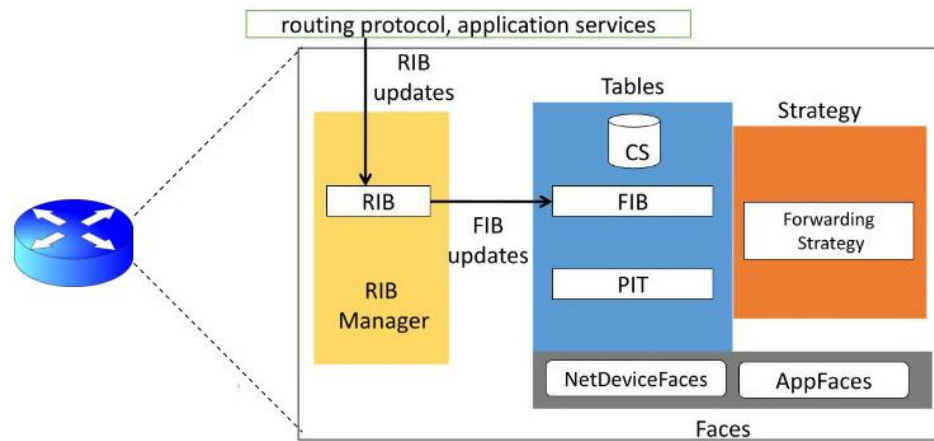 routing protocol, application services
RIB
updates
Tables
Strategy
CS
RIB
FIB
FIB
updates
Forwarding
Strategy
PIT
RIB
Manager
NetDeviceFaces
AppFaces
Faces